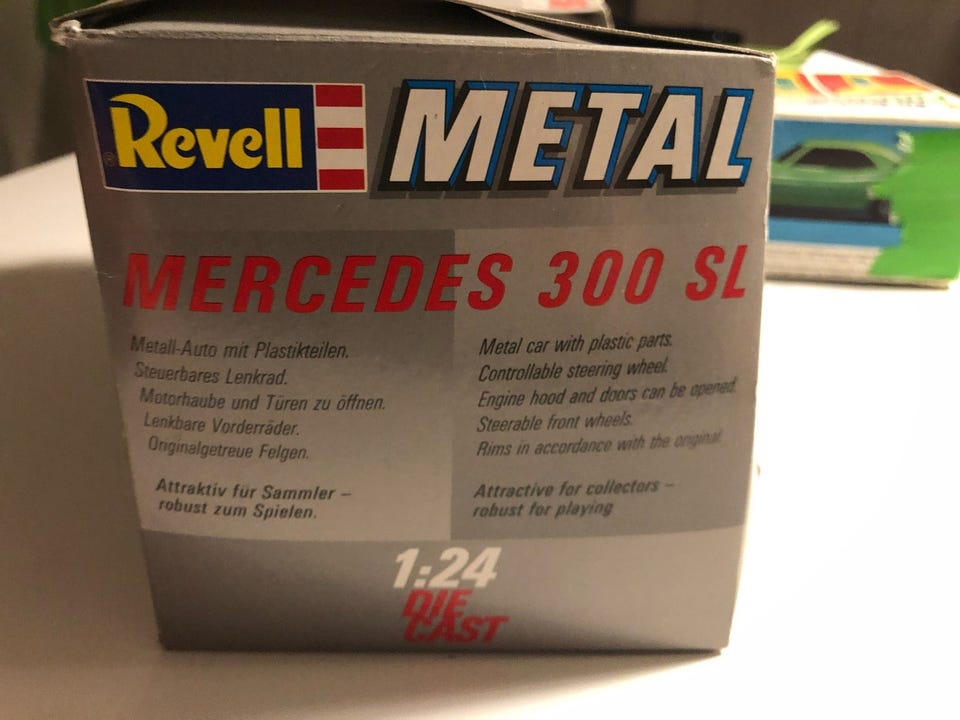 Revell METAL
MERCEDES 300 SL
Metall-Auto mit Plastikteilen.
Steuerbares Lenkrad.
Motorhaube und Türen zu öffnen.
Lenkbare Vorderräder.
Originalgetreue Felgen.
Attraktiv für Sammler –
robust zum Spielen.
Metal car with plastic parts.
Controllable steering wheel.
Engine hood and doors can be opened.
Steerable front wheels.
Rims in accordance with the original.
Attractive for collectors –
robust for playing
1:24
DIE
CAST